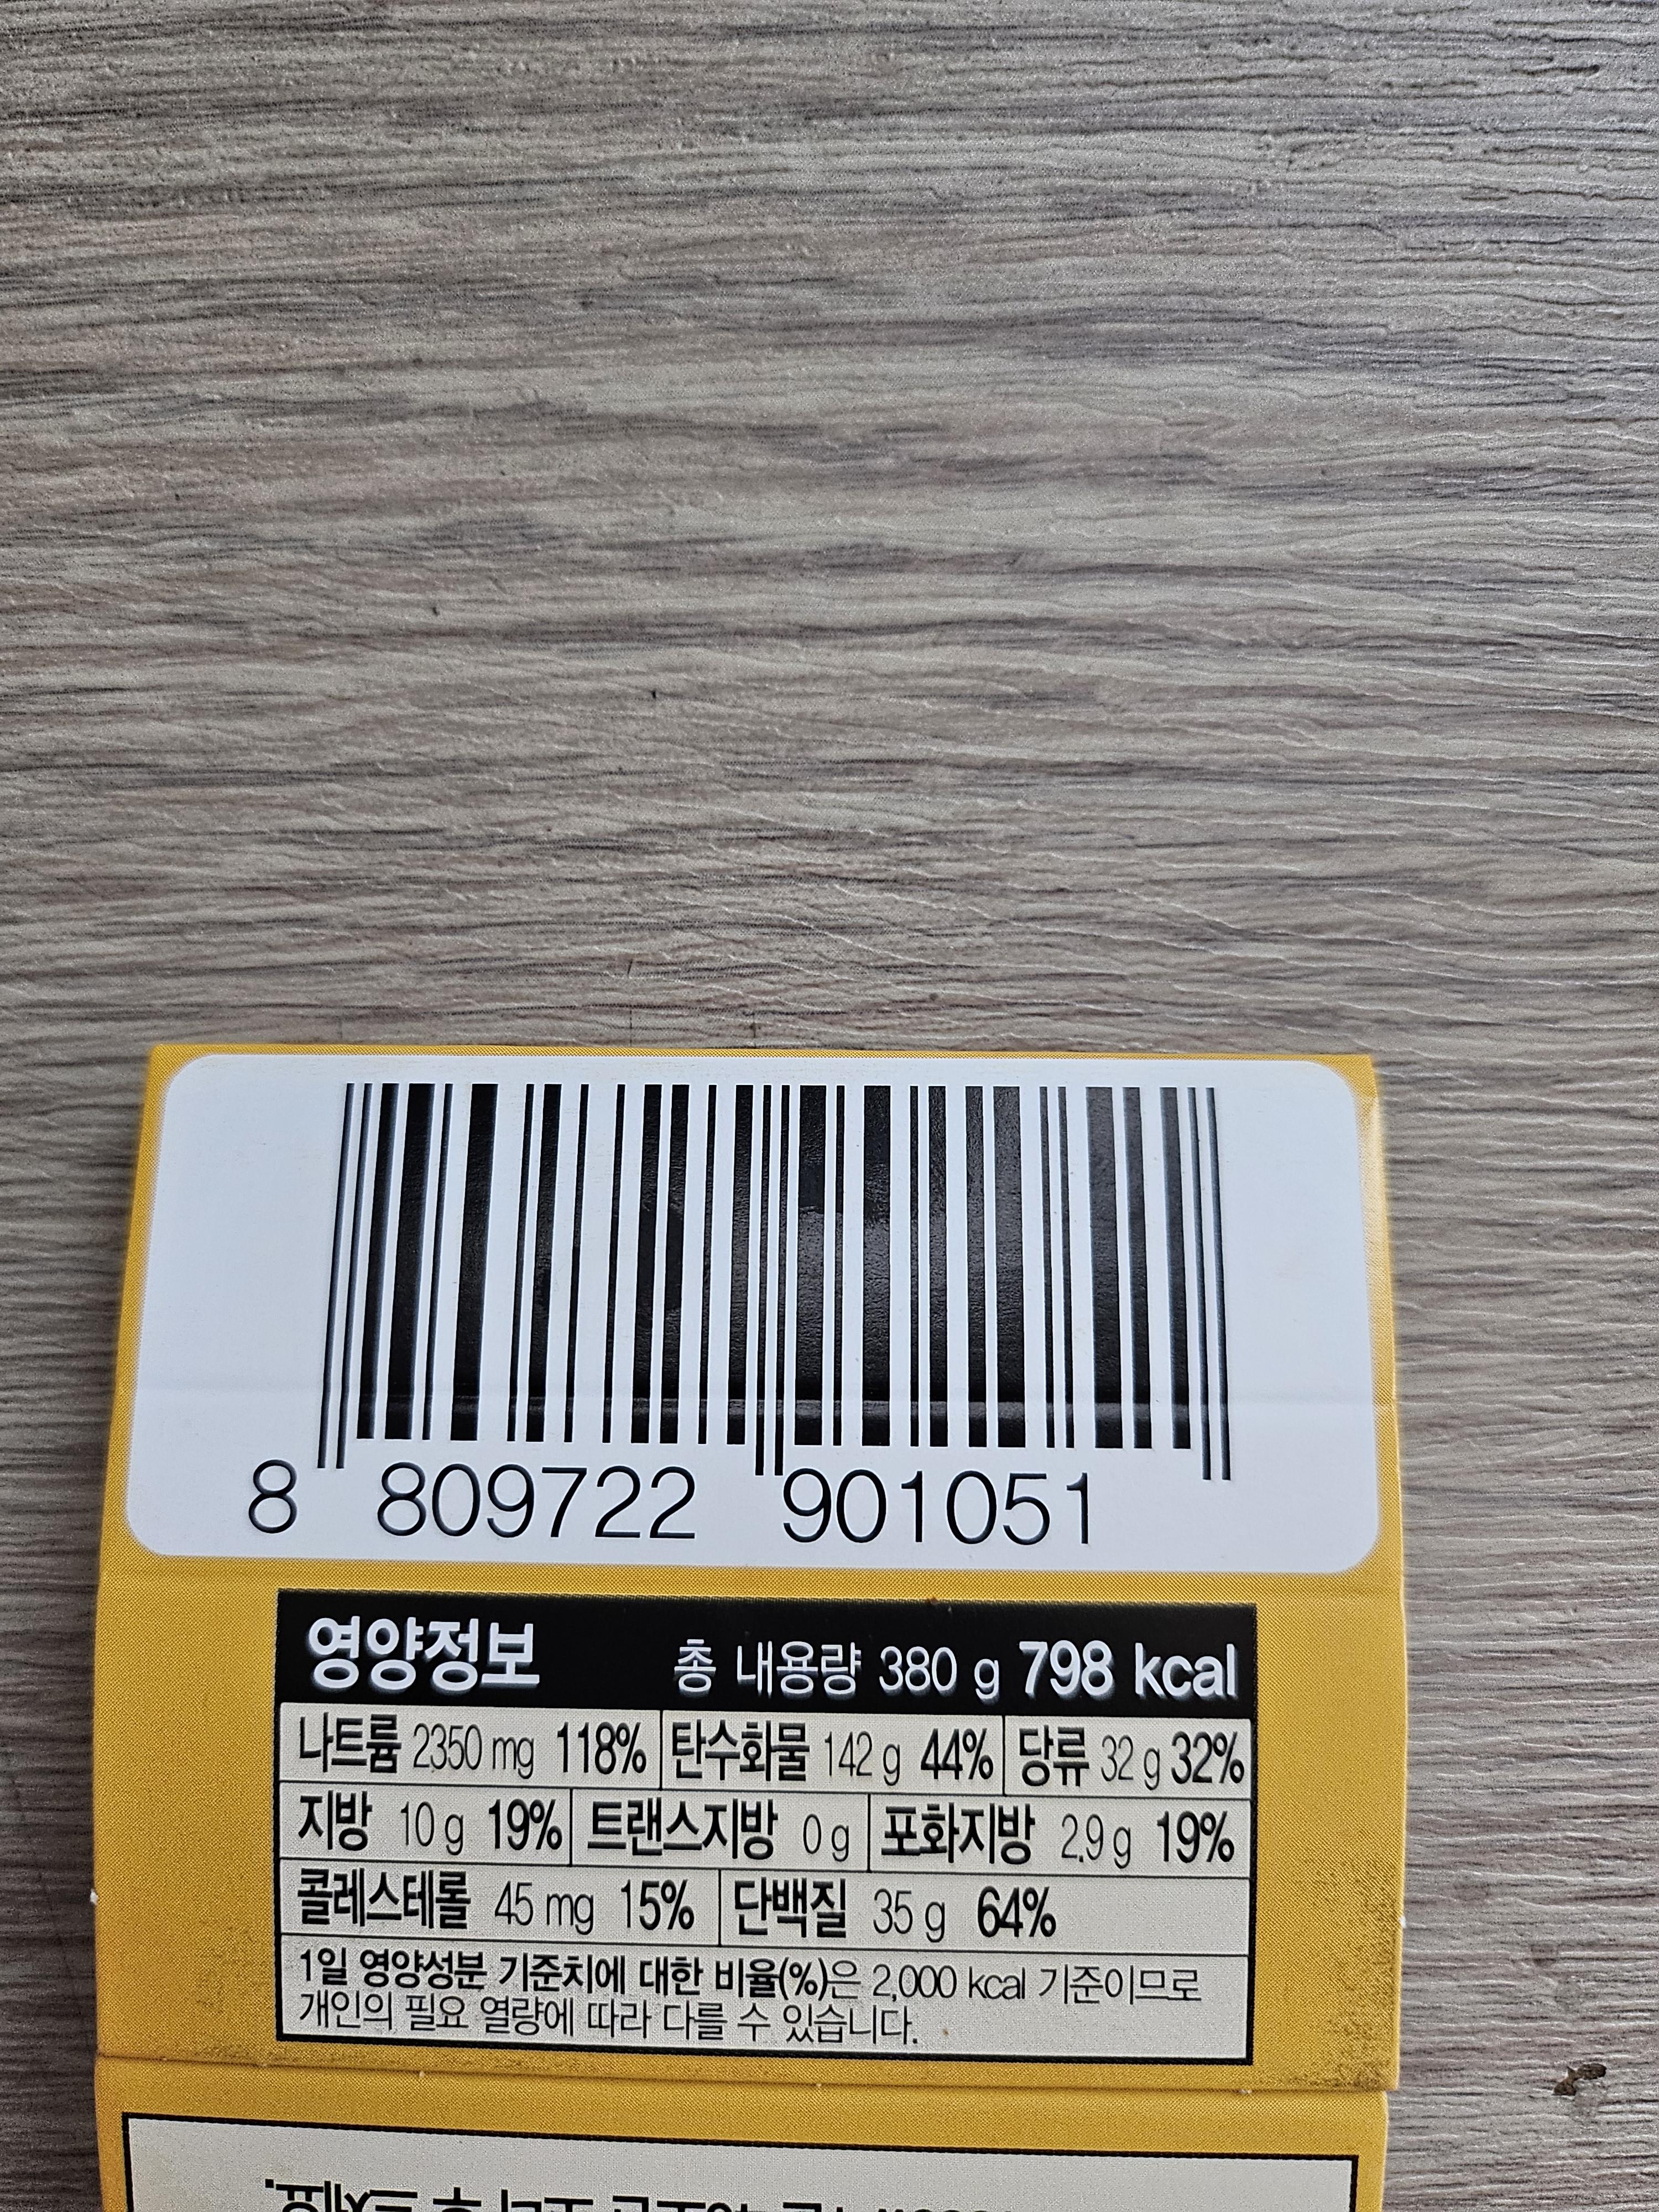 8 809722 901051
영양정보 총 내용량 380 g 798 kcal
나트륨 2350 mg 118% 탄수화물 142 g 44% 당류 32 g 32%
지방 10 g 19% 트랜스지방 0 g 포화지방 2.9 g 19%
콜레스테롤 45 mg 15% 단백질 35 g 64%
1일 영양성분 기준치에 대한 비율(%)은 2,000 kcal 기준이므로
개인의 필요 열량에 따라 다를 수 있습니다.